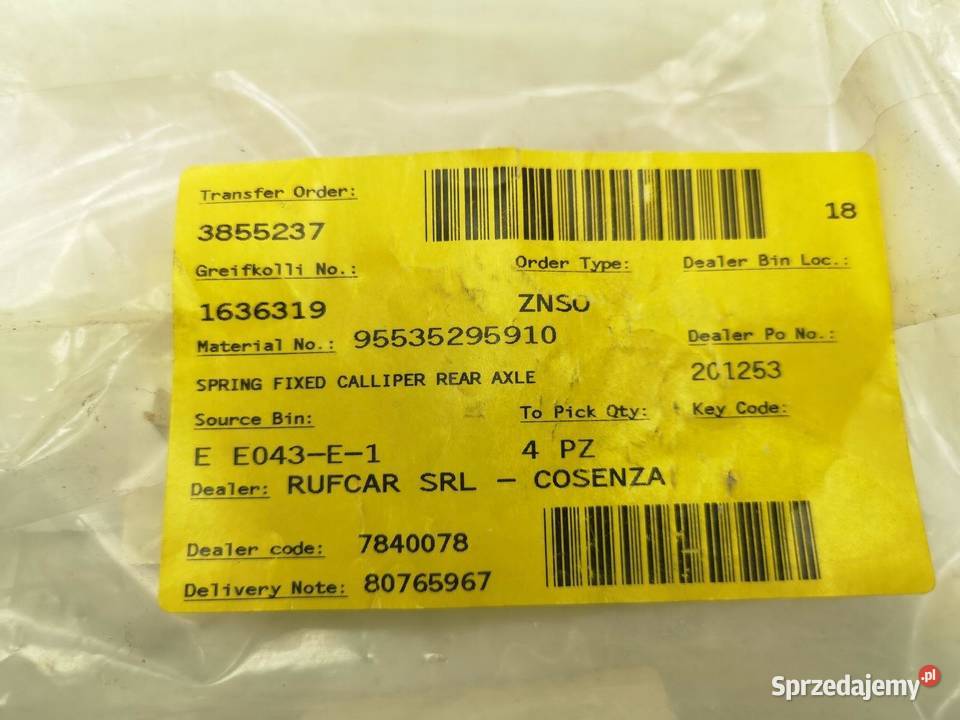 Transfer Order:
18
3855237
Greifkolli No.: Order Type: Dealer Bin Loc.:
1636319 ZNSO
Material No.: 95535295910 Dealer Po No.:
SPRING FIXED CALLIPER REAR AXLE 201253
Source Bin: To Pick Qty: Key Code:
E E043-E-1 4 PZ
Dealer: RUFCAR SRL - COSENZA
Dealer code: 7840078
Delivery Note: 80765967
Sprzedajemy.pl